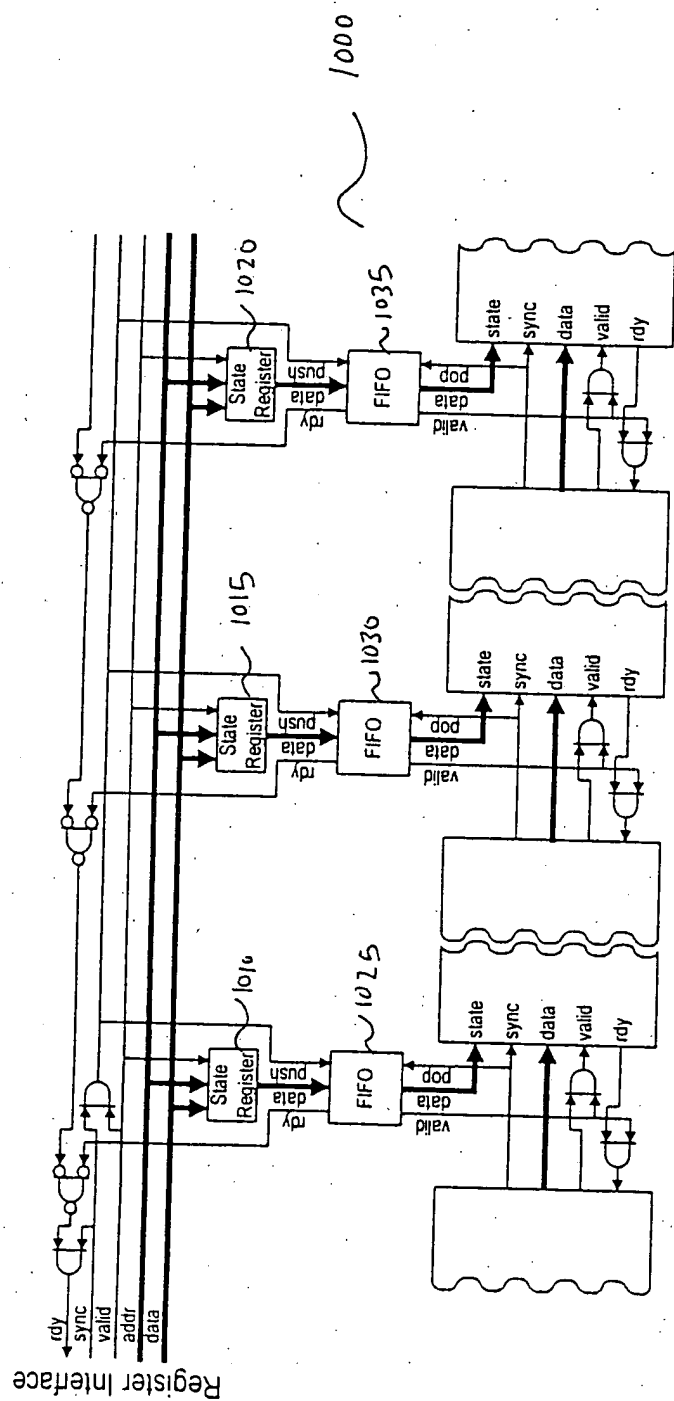 Register Interface
rdy
sync
valid
addr
data
State
Register
1010
push
data
rdy
FIFO
1025
pop
data
valid
state
sync
data
valid
rdy
State
Register
1015
push
data
rdy
FIFO
1030
pop
data
valid
state
sync
data
valid
rdy
State
Register
1020
push
data
rdy
FIFO
1035
pop
data
valid
state
sync
data
valid
rdy
1000